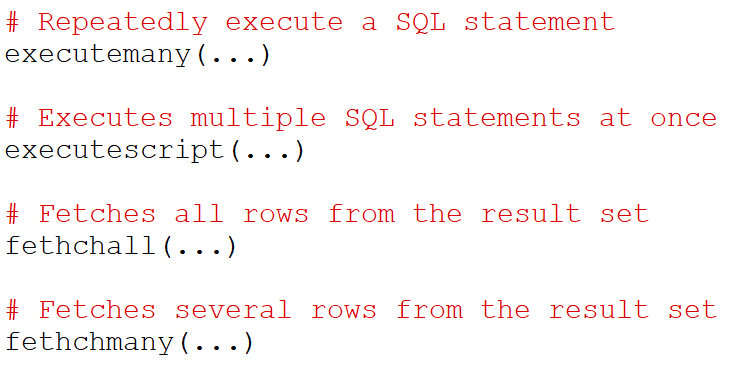 # Repeatedly execute a SQL statement
executemany(...)
# Executes multiple SQL statements at once
executescript(...)
# Fetches all rows from the result set
fethchall(...)
# Fetches several rows from the result set
fethchmany(...)